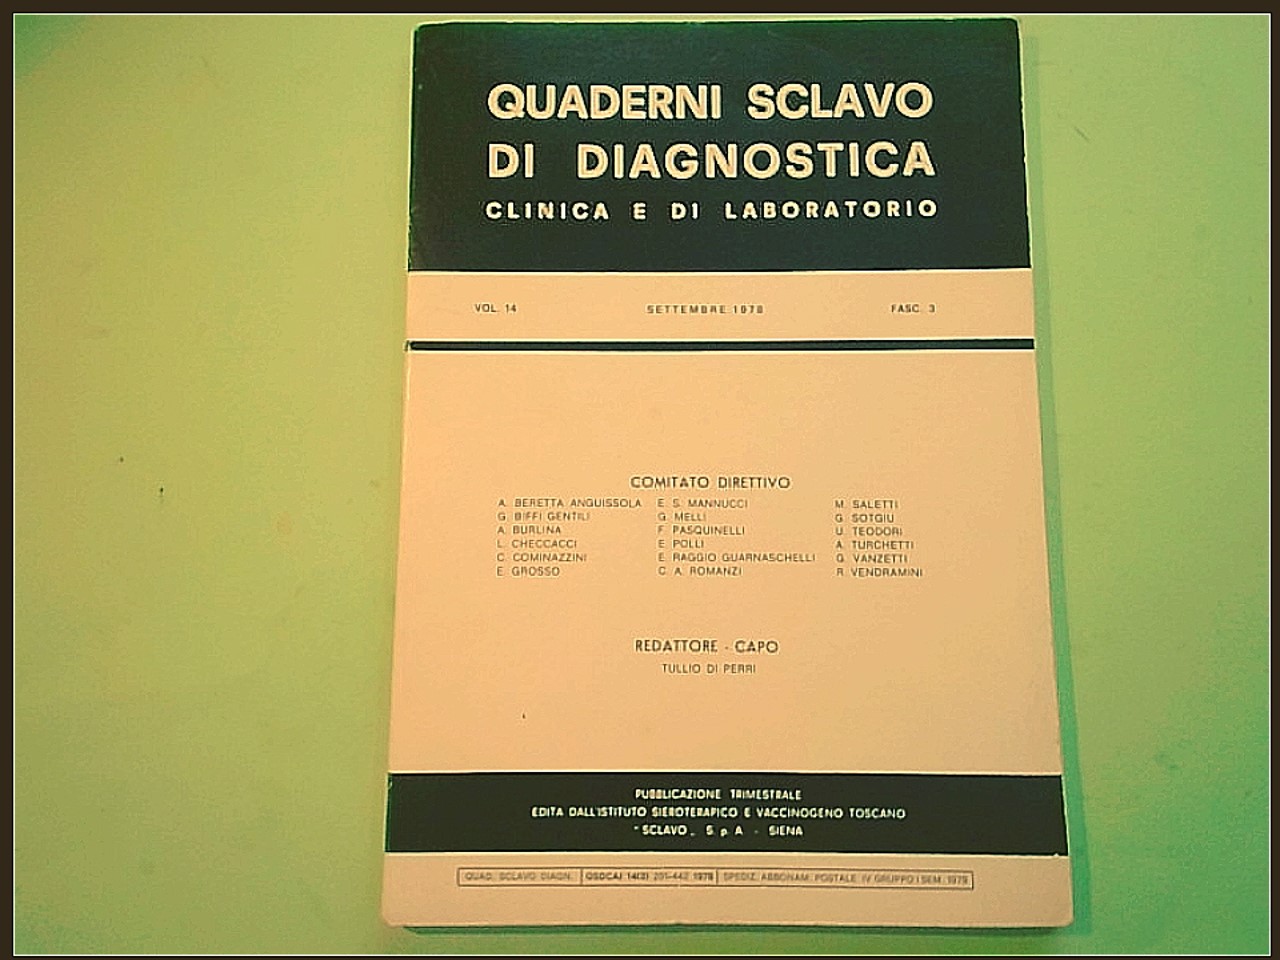 QUADERNI SCLAVO
DI DIAGNOSTICA
CLINICA E DI LABORATORIO
VOL. 14 SETTEMBRE 1978 FASC. 3
COMITATO DIRETTIVO
A. BERETTA ANGUISSOLA E. S. MANNUCCI M. SALETTI
G. BIFFI GENTILI G. MELLI G. SOTGIU
A. BURLINA F. PASQUINELLI U. TEODORI
L. CHECCACCI E. POLLI A. TURCHETTI
C. COMINAZZINI E. RAGGIO GUARNASCHELLI G. VANZETTI
E. GROSSO C. A. ROMANZI R. VENDRAMINI
REDATTORE - CAPO
TULLIO DI PERRI
PUBBLICAZIONE TRIMESTRALE
EDITA DALL'ISTITUTO SIEROTERAPICO E VACCINOGENO TOSCANO
"SCLAVO„ S. p. A. - SIENA
QUAD. SCLAVO DIAGN. QSDCAJ 14(3) 201-442 1978 SPEDIZ. ABBONAM. POSTALE IV GRUPPO I SEM. 1979